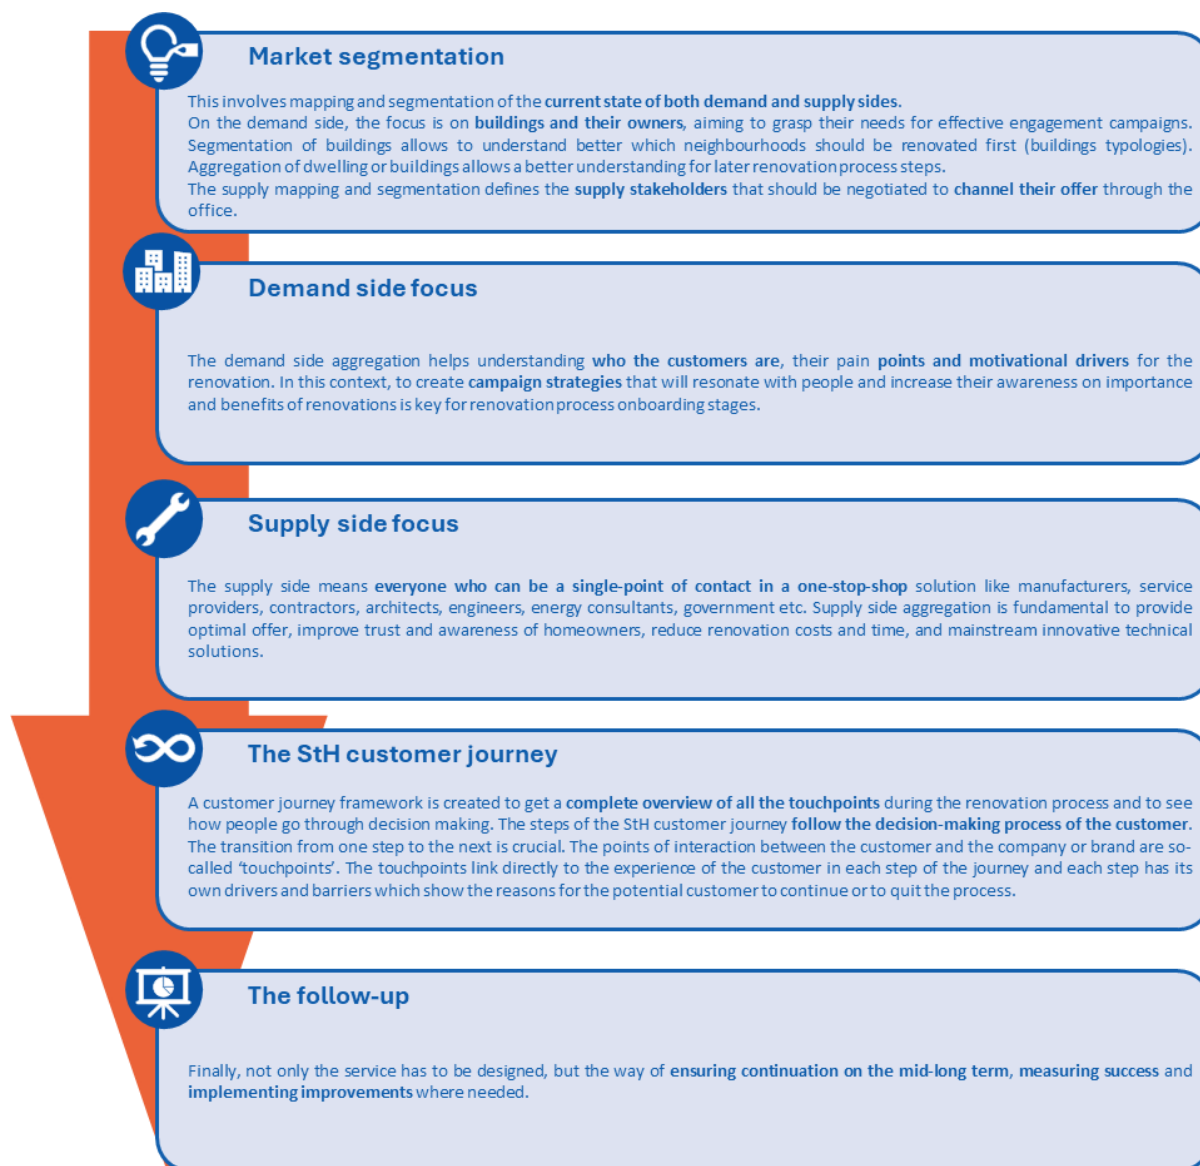 Market segmentation
This involves mapping and segmentation of the current state of both demand and supply sides.
On the demand side, the focus is on buildings and their owners, aiming to grasp their needs for effective engagement campaigns.
Segmentation of buildings allows to understand better which neighbourhoods should be renovated first (buildings typologies).
Aggregation of dwelling or buildings allows a better understanding for later renovation process steps.
The supply mapping and segmentation defines the supply stakeholders that should be negotiated to channel their offer through the
office.
Demand side focus
The demand side aggregation helps understanding who the customers are, their pain points and motivational drivers for the
renovation. In this context, to create campaign strategies that will resonate with people and increase their awareness on importance
and benefits of renovations is key for renovation process onboarding stages.
Supply side focus
The supply side means everyone who can be a single-point of contact in a one-stop-shop solution like manufacturers, service
providers, contractors, architects, engineers, energy consultants, government etc. Supply side aggregation is fundamental to provide
optimal offer, improve trust and awareness of homeowners, reduce renovation costs and time, and mainstream innovative technical
solutions.
The StH customer journey
A customer journey framework is created to get a complete overview of all the touchpoints during the renovation process and to see
how people go through decision making. The steps of the StH customer journey follow the decision-making process of the customer.
The transition from one step to the next is crucial. The points of interaction between the customer and the company or brand are so-
called ‘touchpoints’. The touchpoints link directly to the experience of the customer in each step of the journey and each step has its
own drivers and barriers which show the reasons for the potential customer to continue or to quit the process.
The follow-up
Finally, not only the service has to be designed, but the way of ensuring continuation on the mid-long term, measuring success and
implementing improvements where needed.